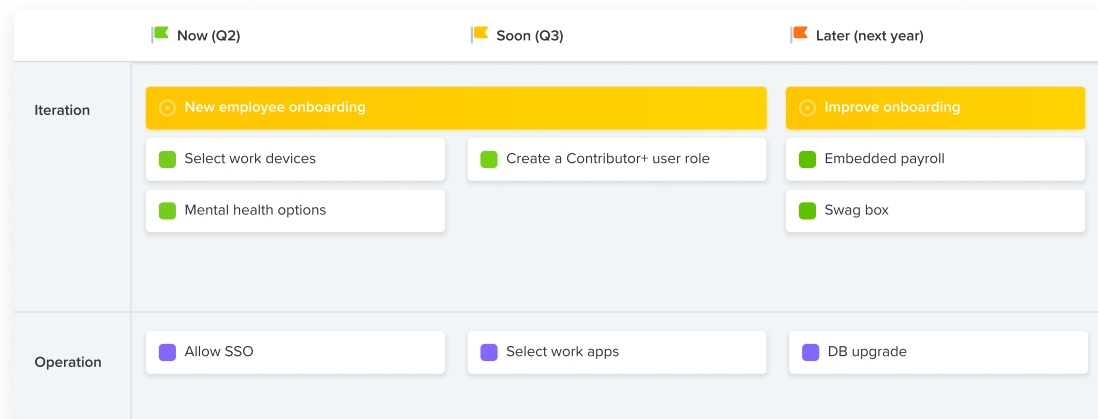 Now (Q2)
Soon (Q3)
Later (next year)
Iteration
New employee onboarding
Improve onboarding
Select work devices
Create a Contributor+ user role
Embedded payroll
Mental health options
Swag box
Operation
Allow SSO
Select work apps
DB upgrade